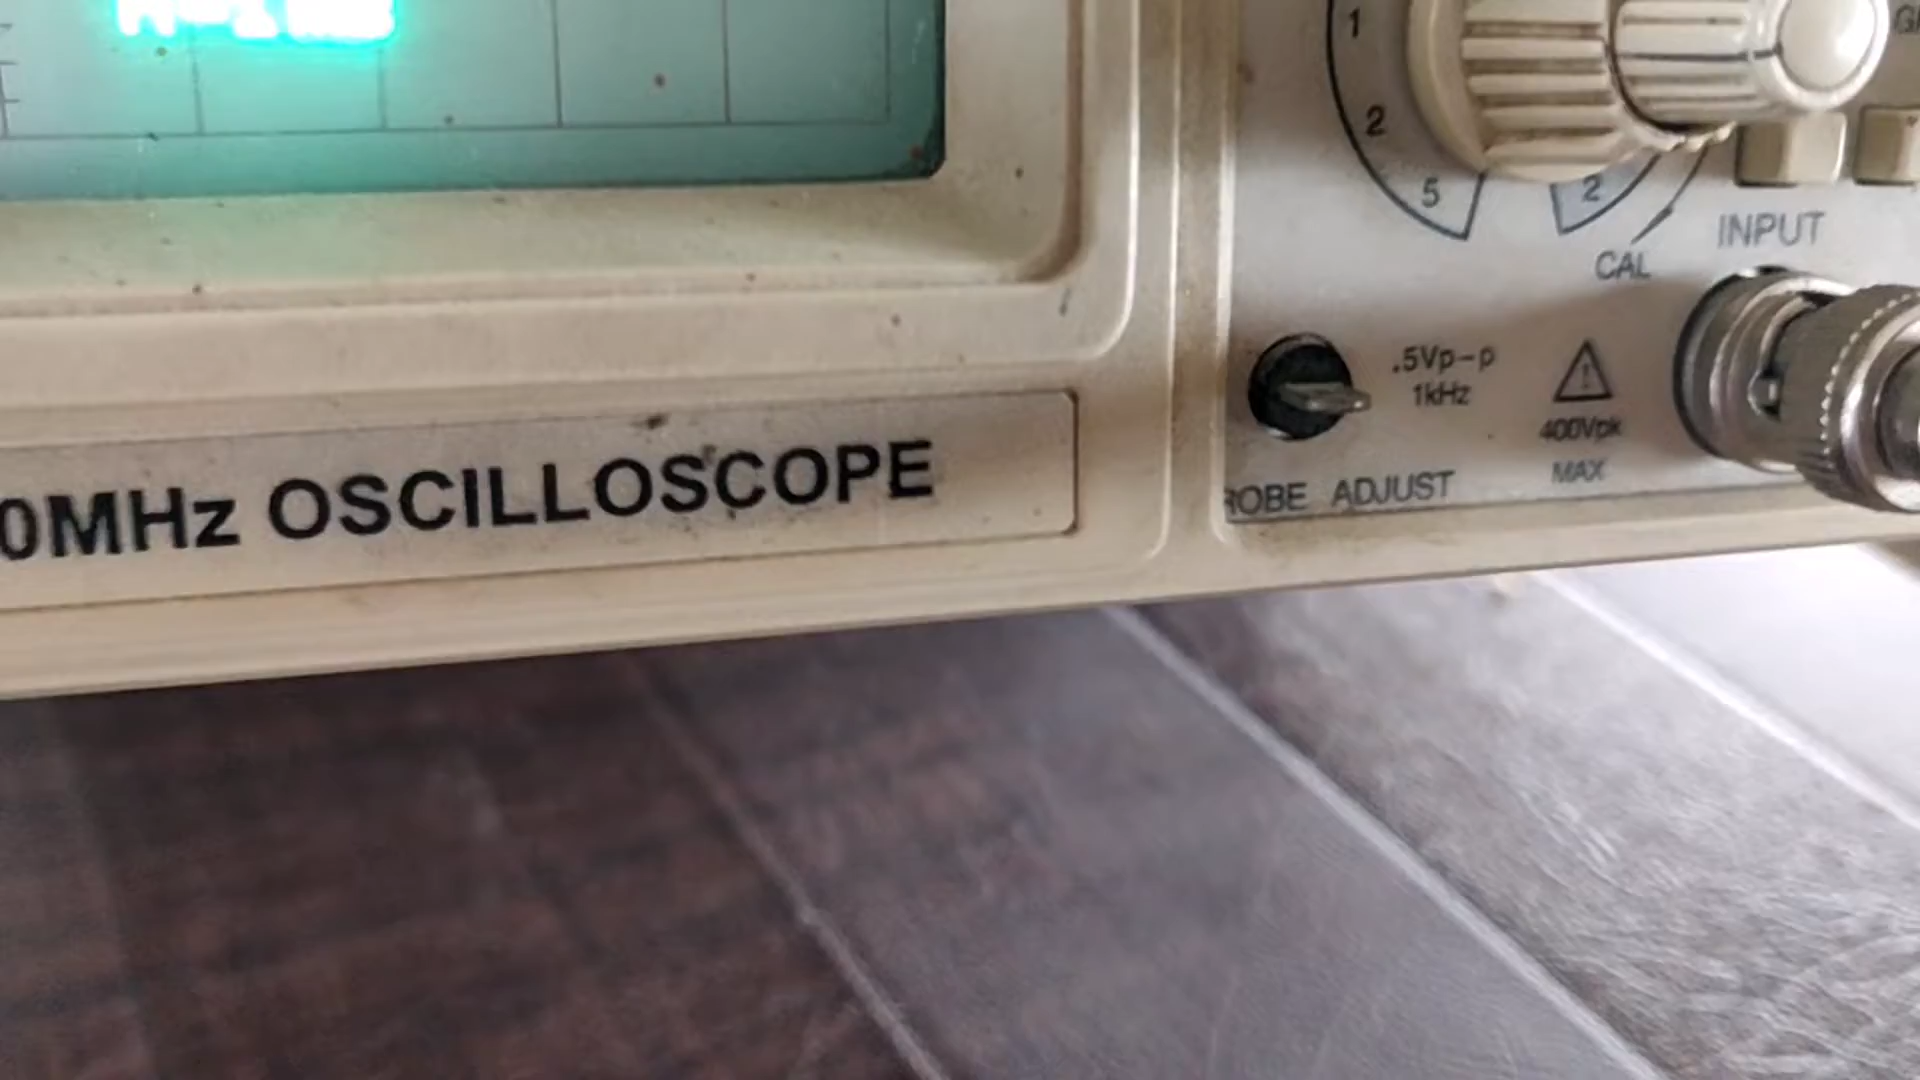 1
2
5
2
CAL
INPUT
.5Vp-p
1kHz
400Vpk
MAX
ROBE ADJUST
0MHz OSCILLOSCOPE